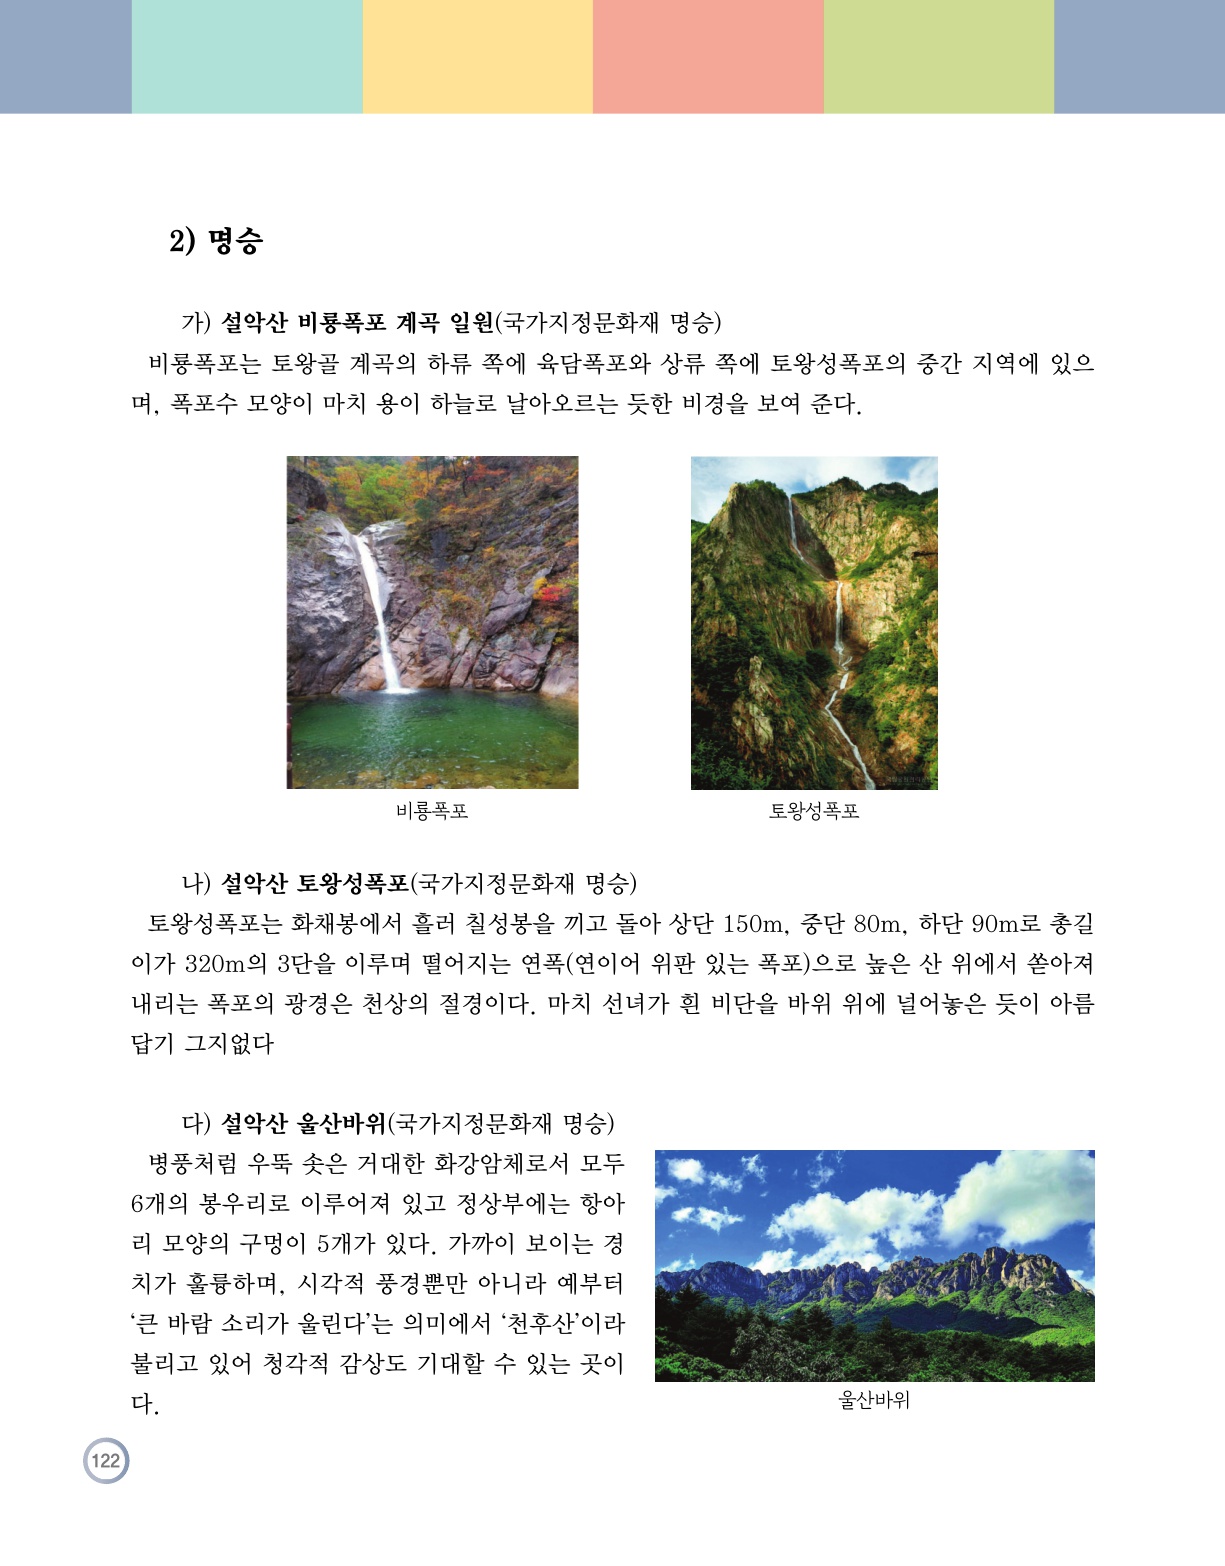 2) 명승
가) 설악산 비룡폭포 계곡 일원(국가지정문화재 명승)
비룡폭포는 토왕골 계곡의 하류 쪽에 육담폭포와 상류 쪽에 토왕성폭포의 중간 지역에 있으
며, 폭포수 모양이 마치 용이 하늘로 날아오르는 듯한 비경을 보여 준다.
비룡폭포
토왕성폭포
나) 설악산 토왕성폭포(국가지정문화재 명승)
토왕성폭포는 화채봉에서 흘러 칠성봉을 끼고 돌아 상단 150m, 중단 80m, 하단 90m로 총길
이가 320m의 3단을 이루며 떨어지는 연폭(연이어 위판 있는 폭포)으로 높은 산 위에서 쏟아져
내리는 폭포의 광경은 천상의 절경이다. 마치 선녀가 흰 비단을 바위 위에 널어놓은 듯이 아름
답기 그지없다
다) 설악산 울산바위(국가지정문화재 명승)
병풍처럼 우뚝 솟은 거대한 화강암체로서 모두
6개의 봉우리로 이루어져 있고 정상부에는 항아
리 모양의 구멍이 5개가 있다. 가까이 보이는 경
치가 훌륭하며, 시각적 풍경뿐만 아니라 예부터
‘큰 바람 소리가 울린다’는 의미에서 ‘천후산’이라
불리고 있어 청각적 감상도 기대할 수 있는 곳이
다.
울산바위
122